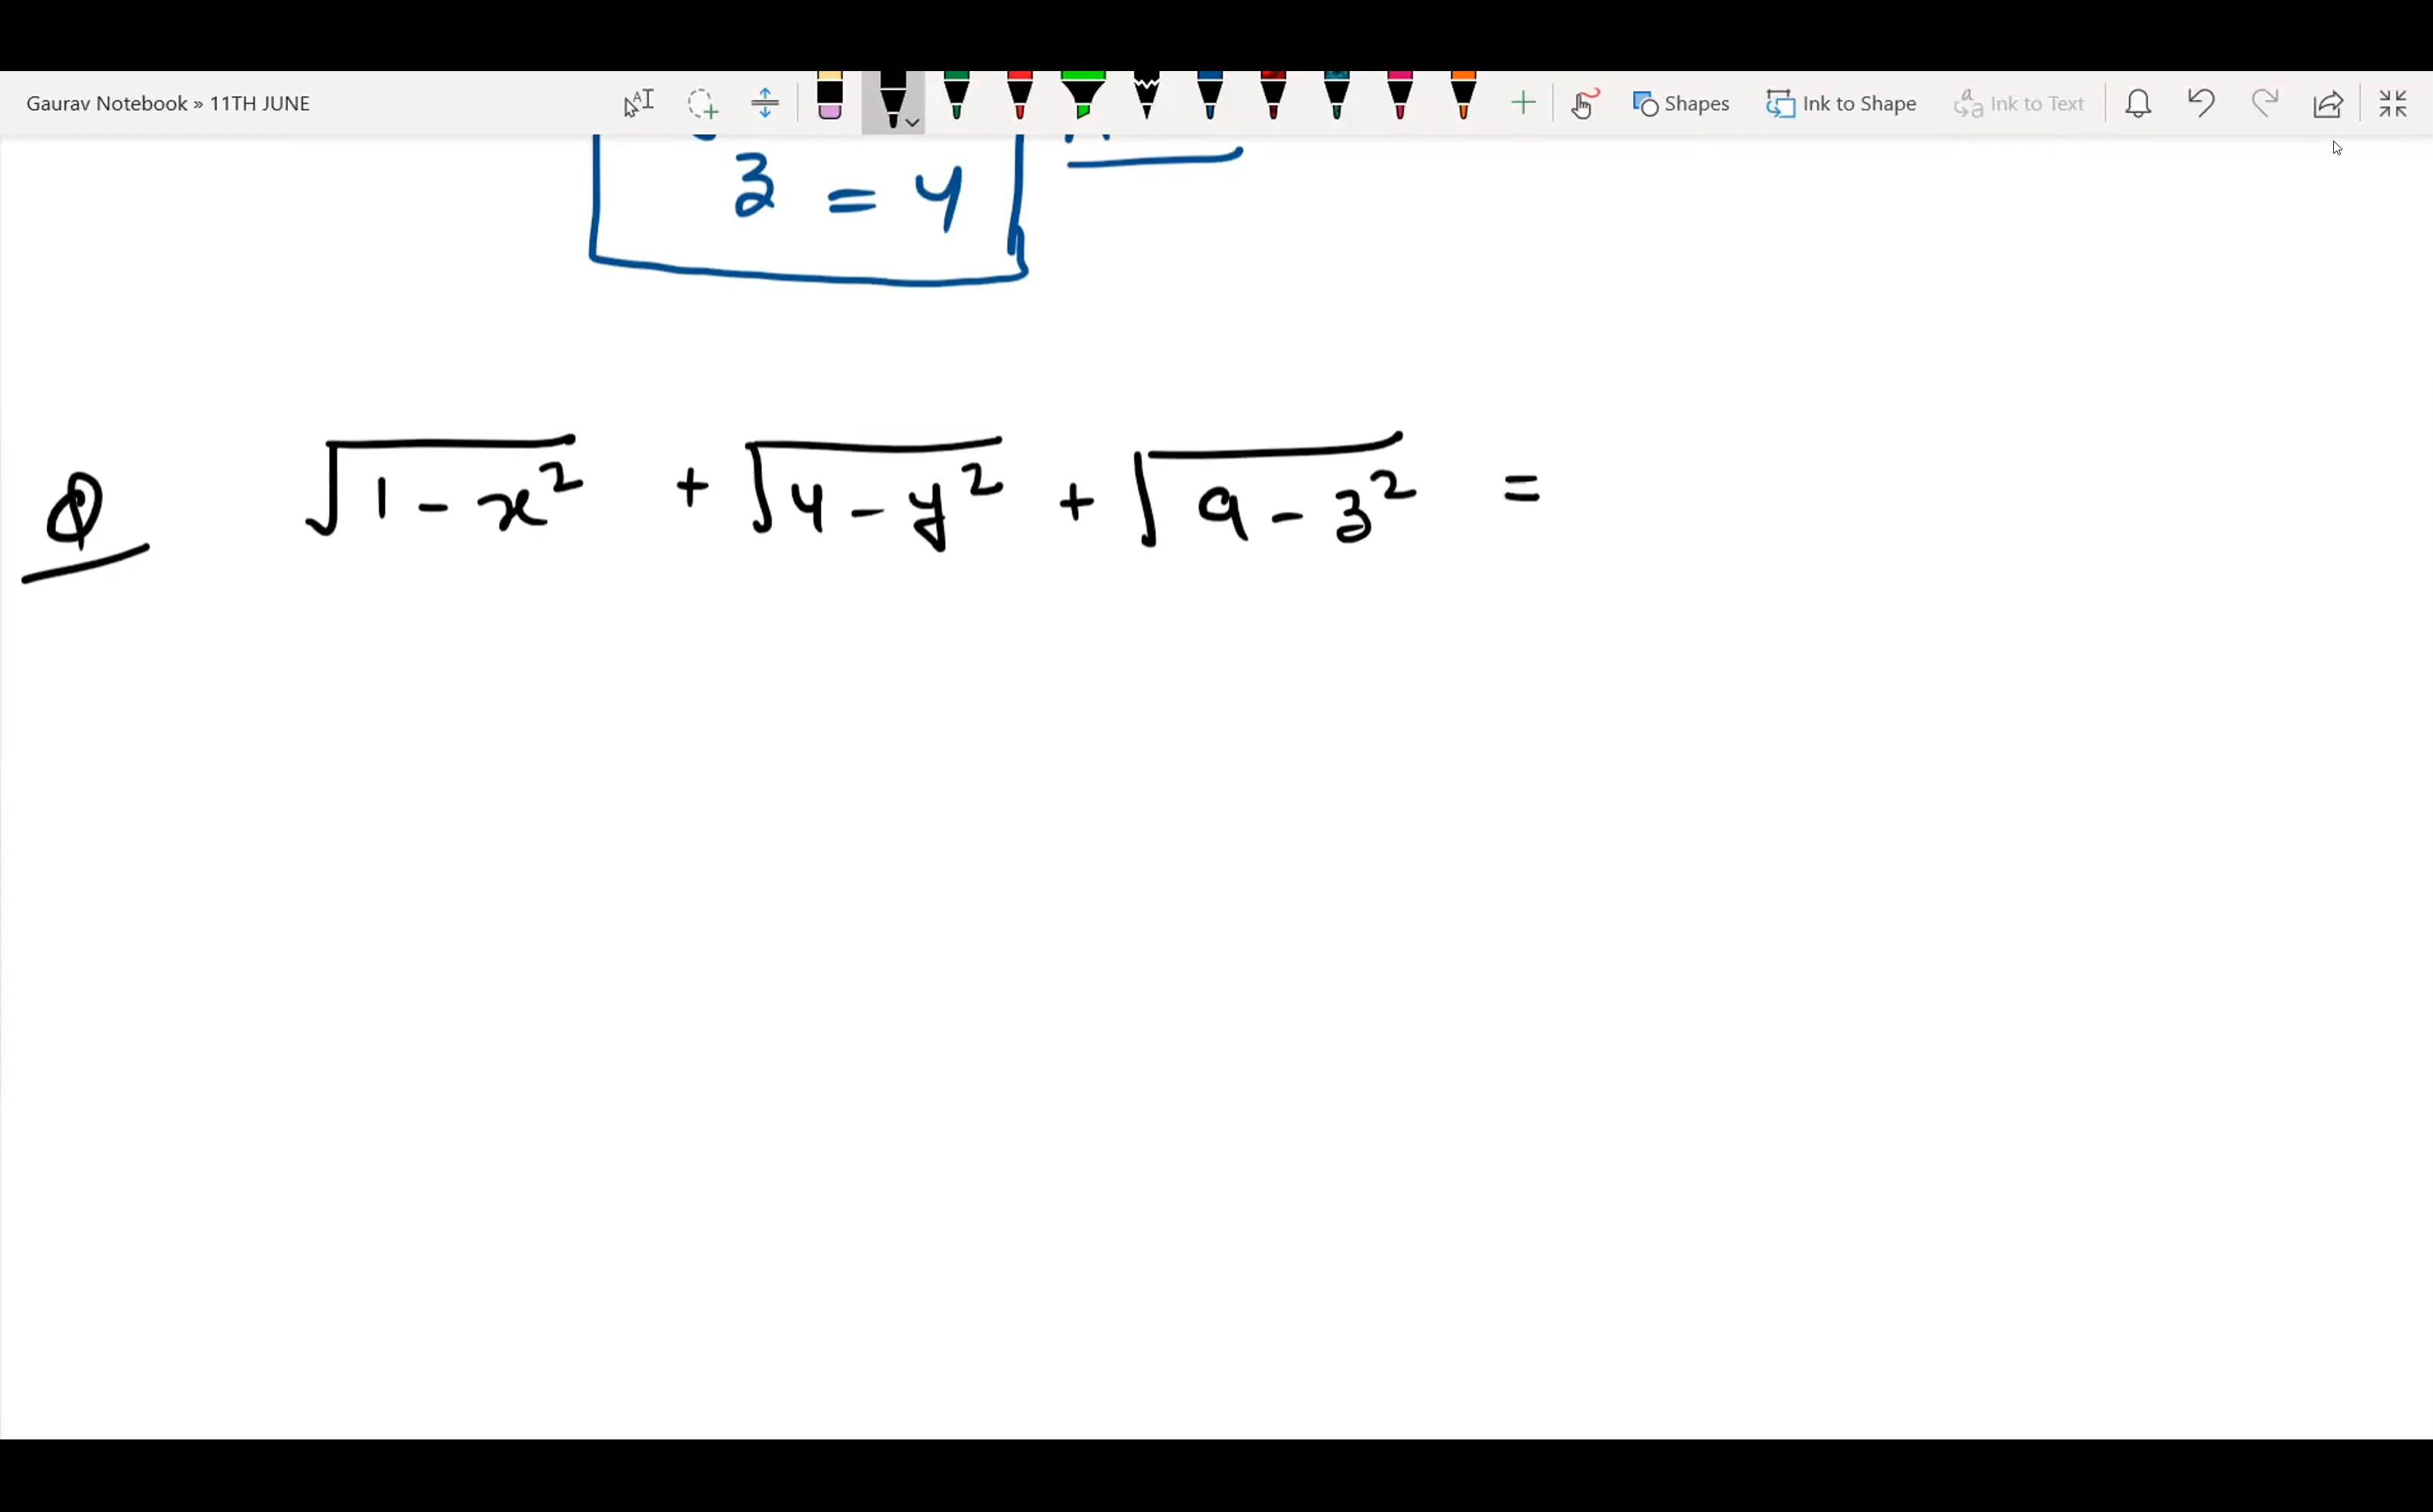 Gaurav Notebook » 11TH JUNE
Shapes
Ink to Shape
Ink to Text
z = 4
Q √(1 - x²) + √(4 - y²) + √(9 - z²) =